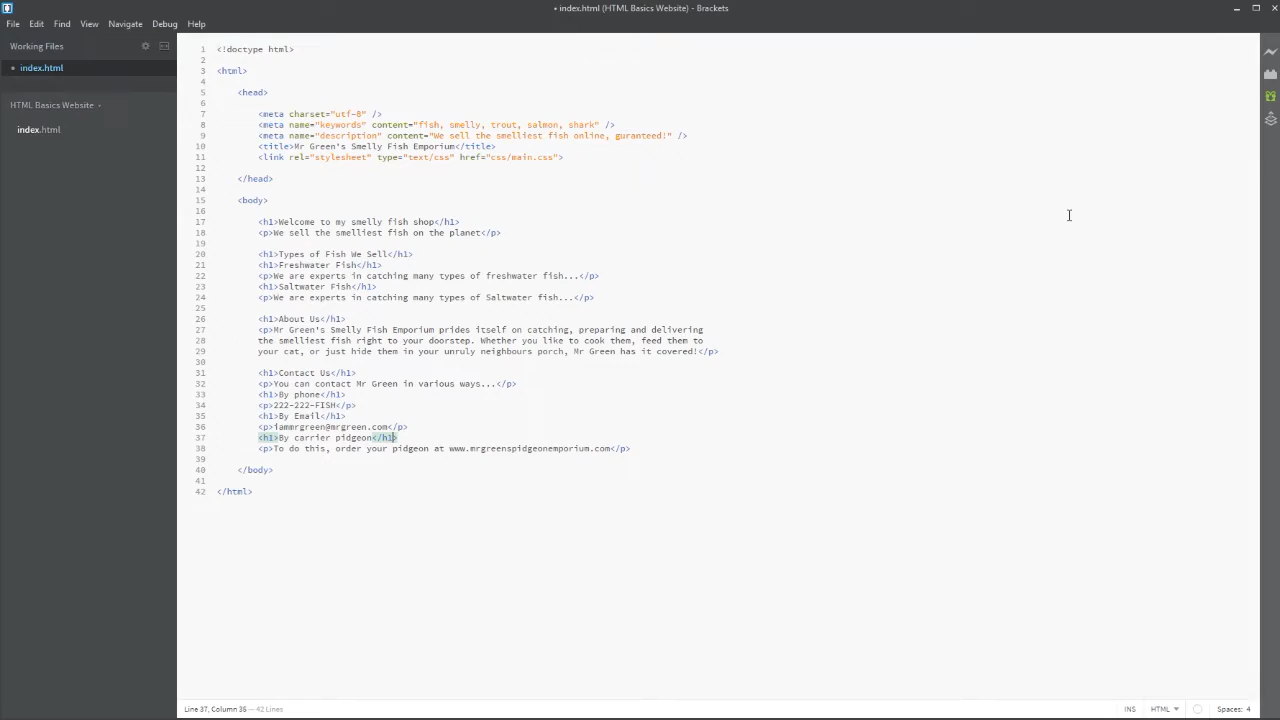 • index.html (HTML Basics Website) - Brackets
File Edit Find View Navigate Debug Help
Working Files
• index.html
HTML Basics Website
index.html
1 <!doctype html>
2
3 <html>
4
5 <head>
6
7 <meta charset="utf-8" />
8 <meta name="keywords" content="fish, smelly, trout, salmon, shark" />
9 <meta name="description" content="We sell the smelliest fish online, guranteed!" />
10 <title>Mr Green's Smelly Fish Emporium</title>
11 <link rel="stylesheet" type="text/css" href="css/main.css">
12
13 </head>
14
15 <body>
16
17 <h1>Welcome to my smelly fish shop</h1>
18 <p>We sell the smelliest fish on the planet</p>
19
20 <h1>Types of Fish We Sell</h1>
21 <h1>Freshwater Fish</h1>
22 <p>We are experts in catching many types of freshwater fish...</p>
23 <h1>Saltwater Fish</h1>
24 <p>We are experts in catching many types of Saltwater fish...</p>
25
26 <h1>About Us</h1>
27 <p>Mr Green's Smelly Fish Emporium prides itself on catching, preparing and delivering
28 the smelliest fish right to your doorstep. Whether you like to cook them, feed them to
29 your cat, or just hide them in your unruly neighbours porch, Mr Green has it covered!</p>
30
31 <h1>Contact Us</h1>
32 <p>You can contact Mr Green in various ways...</p>
33 <h1>By phone</h1>
34 <p>222-222-FISH</p>
35 <h1>By Email</h1>
36 <p>iammrgreen@mrgreen.com</p>
37 <h1>By carrier pidgeon</h1>
38 <p>To do this, order your pidgeon at www.mrgreenspidgeonemporium.com</p>
39
40 </body>
41
42 </html>
Line 37, Column 35 — 42 Lines
INS HTML Spaces: 4